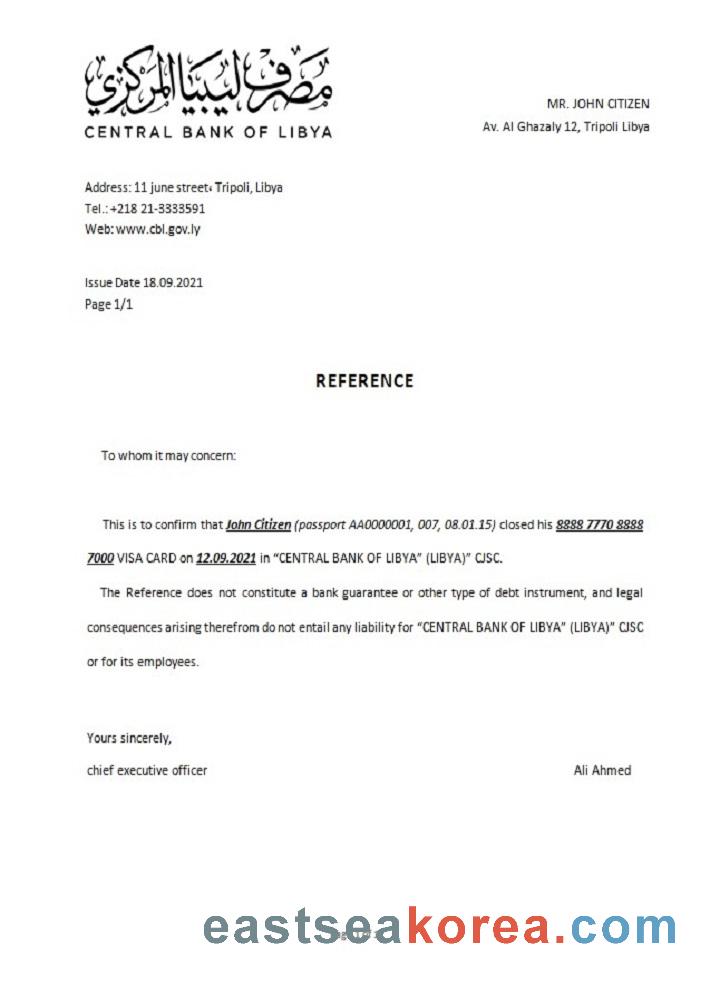 مصرف ليبيا المركزي
CENTRAL BANK OF LIBYA
MR. JOHN CITIZEN
Av. Al Ghazaly 12, Tripoli Libya
Address: 11 june street، Tripoli, Libya
Tel.: +218 21-3333591
Web: www.cbl.gov.ly
Issue Date 18.09.2021
Page 1/1
REFERENCE
To whom it may concern:
This is to confirm that John Citizen (passport AA0000001, 007, 08.01.15) closed his 8888 7770 8888
7000 VISA CARD on 12.09.2021 in “CENTRAL BANK OF LIBYA” (LIBYA)” CJSC.
The Reference does not constitute a bank guarantee or other type of debt instrument, and legal
consequences arising therefrom do not entail any liability for “CENTRAL BANK OF LIBYA” (LIBYA)” CJSC
or for its employees.
Yours sincerely,
chief executive officer
Ali Ahmed
eastseakorea.com